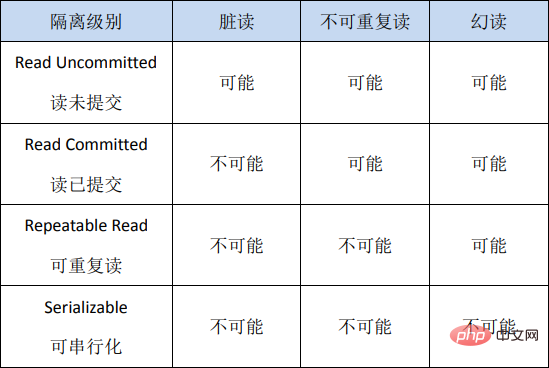 隔离级别 脏读 不可重复读 幻读
Read Uncommitted
读未提交
可能 可能 可能
Read Committed
读已提交
不可能 可能 可能
Repeatable Read
可重复读
不可能 不可能 可能
Serializable
可串行化
不可能 不可能 不可能
php 中文网